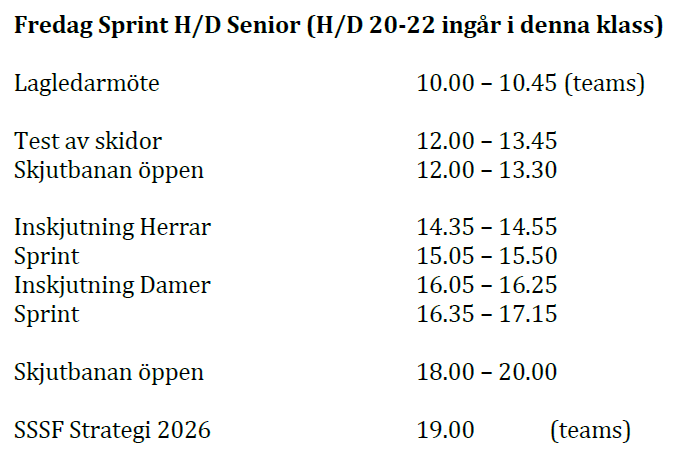 Fredag Sprint H/D Senior (H/D 20-22 ingår i denna klass)
Lagledarmöte 10.00 – 10.45 (teams)
Test av skidor 12.00 – 13.45
Skjutbanan öppen 12.00 – 13.30
Inskjutning Herrar 14.35 – 14.55
Sprint 15.05 – 15.50
Inskjutning Damer 16.05 – 16.25
Sprint 16.35 – 17.15
Skjutbanan öppen 18.00 – 20.00
SSSF Strategi 2026 19.00 (teams)